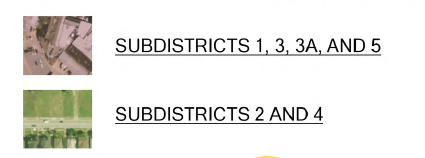 SUBDISTRICTS 1, 3, 3A, AND 5
SUBDISTRICTS 2 AND 4